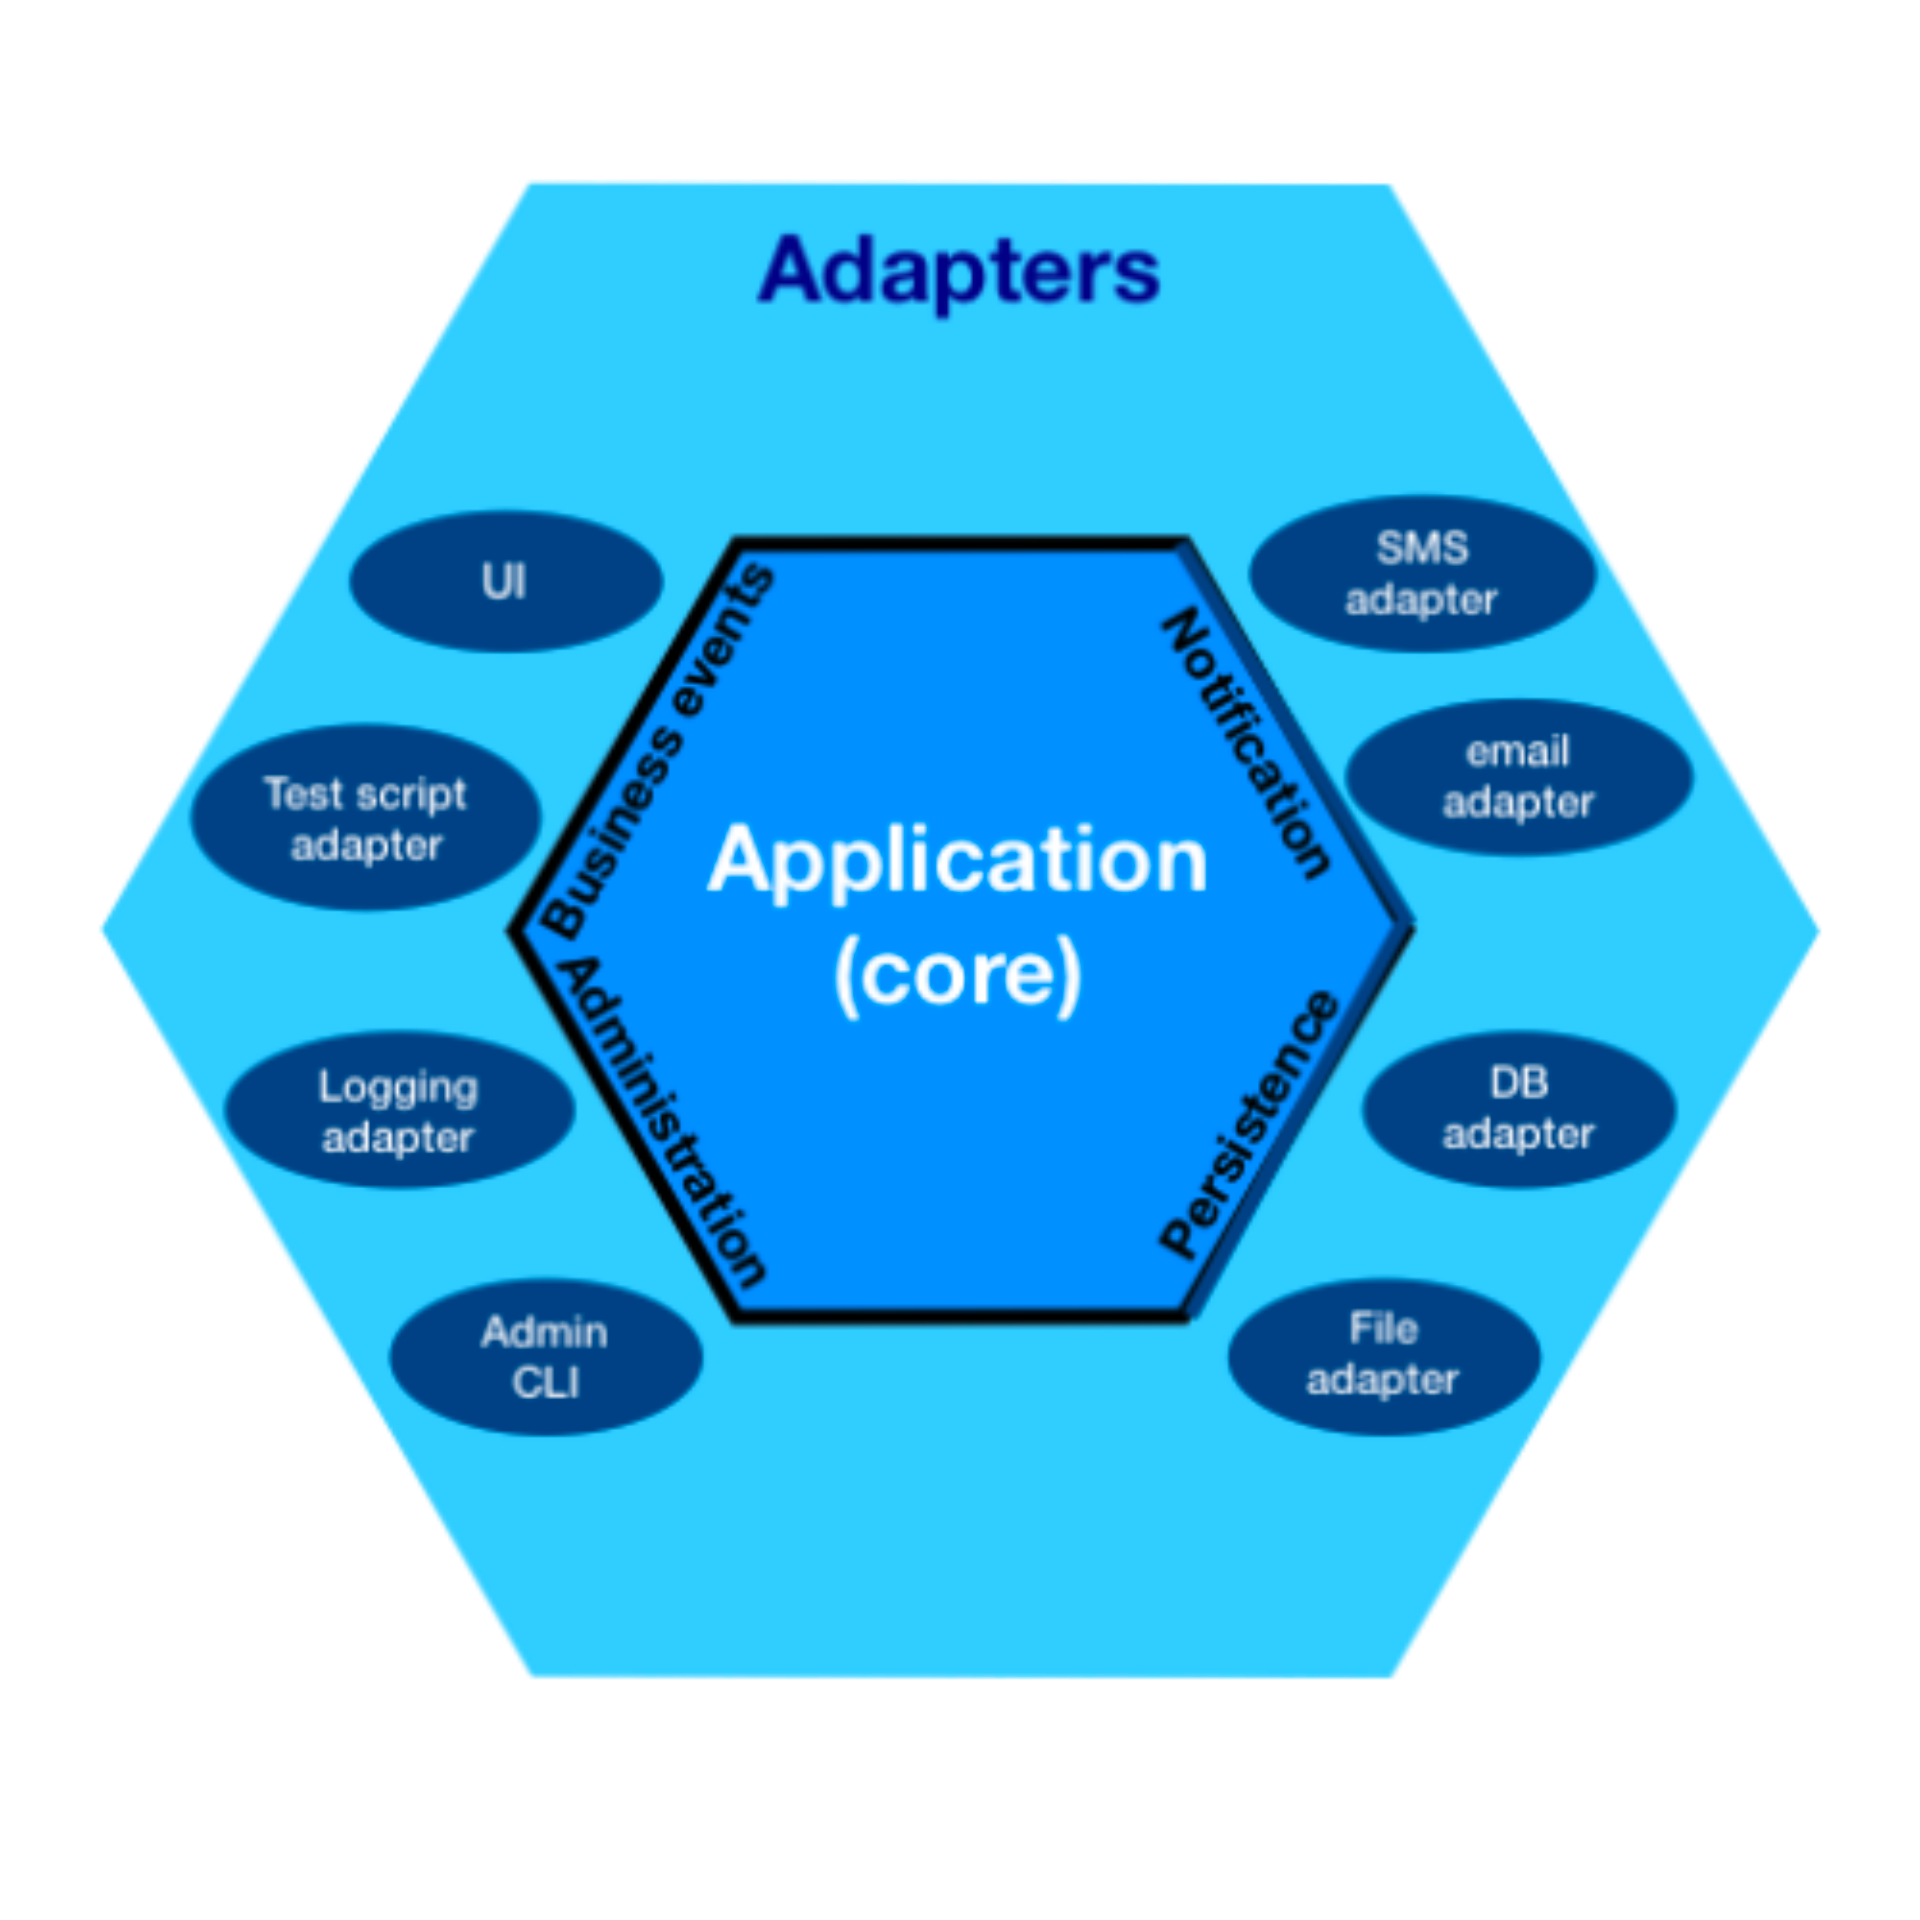 Adapters
UI
Test script
adapter
Logging
adapter
Admin
CLI
Business events
Administration
Application
(core)
Notification
Persistence
SMS
adapter
email
adapter
DB
adapter
File
adapter